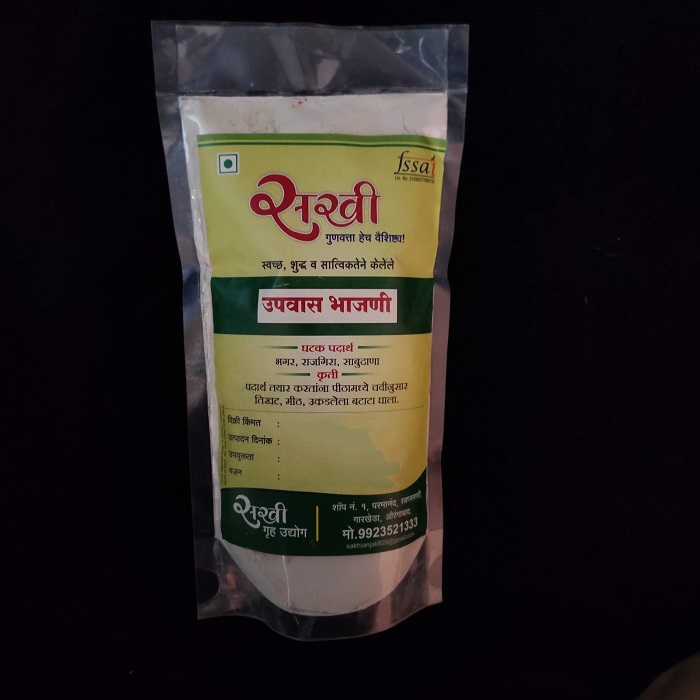 fssai
सखी
गुणवत्ता हेच वैशिष्ठ्य!
स्वच्छ, शुद्ध व सात्विकतेने केलेले
उपवास भाजणी
घटक पदार्थ
भगर, राजगिरा, साबुदाणा
कृती
पदार्थ तयार करतांना पीठामध्ये चवीनुसार
तिखट, मीठ, उकडलेला बटाटा घाला.
विक्री किंमत :
उत्पादन दिनांक :
उपयुक्तता :
वजन :
सखी
गृह उद्योग
शॉप नं. १, परमानंद,
गारखेडा, औरंगाबाद.
मो.9923521333